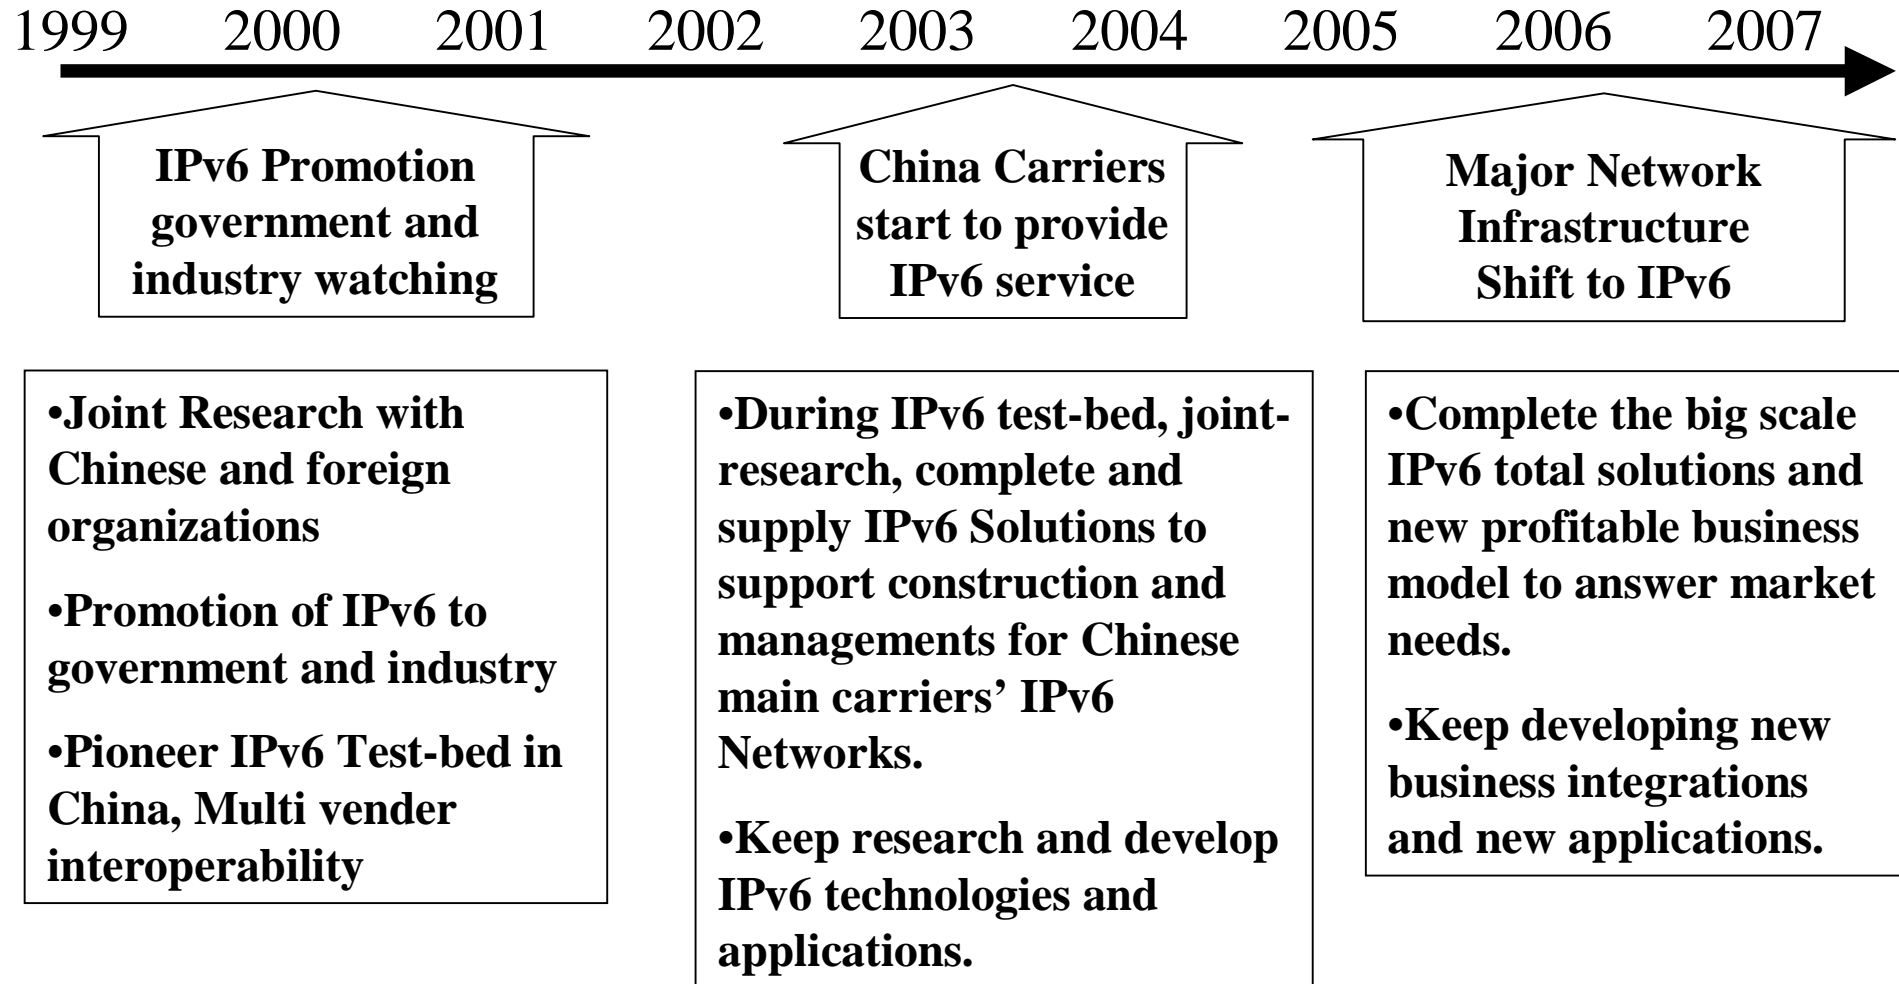 1999 2000 2001 2002 2003 2004 2005 2006 2007
IPv6 Promotion
government and
industry watching
China Carriers
start to provide
IPv6 service
Major Network
Infrastructure
Shift to IPv6
•Joint Research with
Chinese and foreign
organizations
•Promotion of IPv6 to
government and industry
•Pioneer IPv6 Test-bed in
China, Multi vender
interoperability
•During IPv6 test-bed, joint-
research, complete and
supply IPv6 Solutions to
support construction and
managements for Chinese
main carriers’ IPv6
Networks.
•Keep research and develop
IPv6 technologies and
applications.
•Complete the big scale
IPv6 total solutions and
new profitable business
model to answer market
needs.
•Keep developing new
business integrations
and new applications.